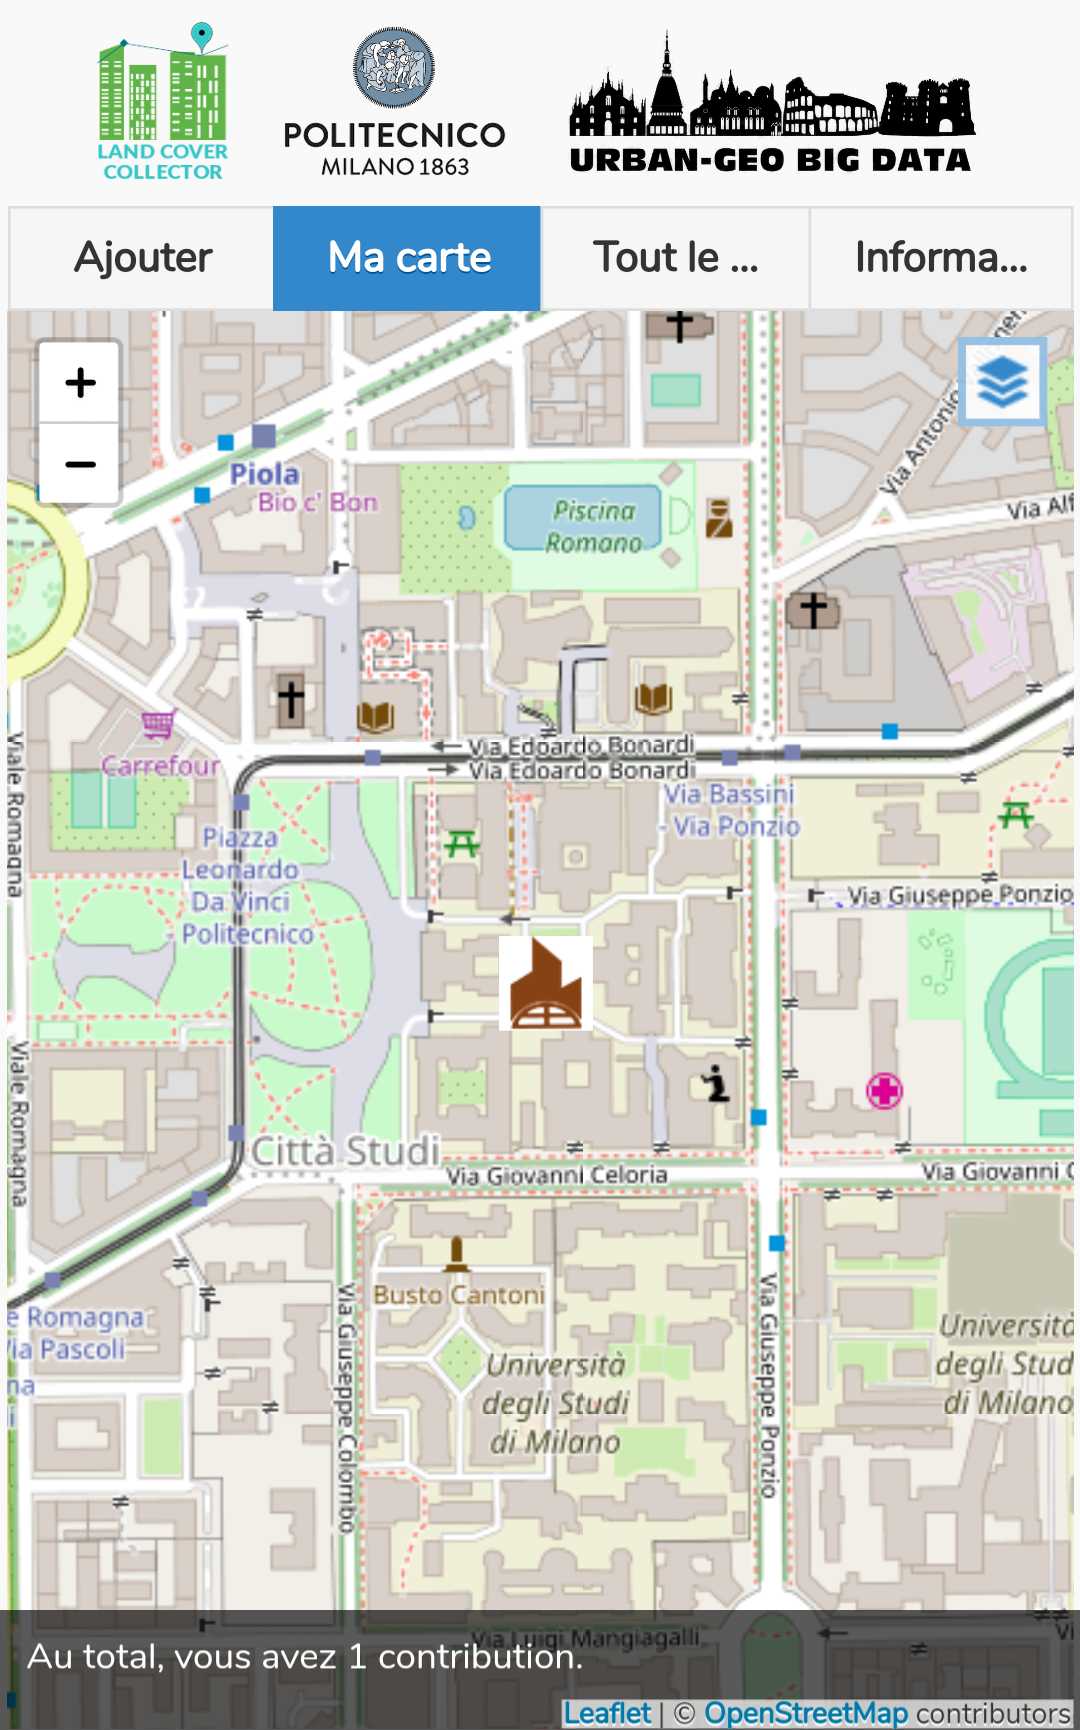 LAND COVER
COLLECTOR
POLITECNICO
MILANO 1863
URBAN-GEO BIG DATA
Ajouter
Ma carte
Tout le ...
Informa...
+
−
Piola
Bio c' Bon
Piscina
Romano
Via Antonio
Via Alf
Carrefour
Viale Romagna
Via Edoardo Bonardi
Via Edoardo Bonardi
Via Bassini
- Via Ponzio
Piazza
Leonardo
Da Vinci
- Politecnico
Via Giuseppe Ponzio
Viale Romagna
Città Studi
Via Giovanni Celoria
Via Giovanni C
Busto Cantoni
e Romagna
Via Pascoli
na
Via Giuseppe Colombo
Università
degli Studi
di Milano
Via Giuseppe Ponzio
Università
degli Stud
di Milano
Via Luigi Mangiagalli
Vi
Au total, vous avez 1 contribution.
Leaflet | © OpenStreetMap contributors